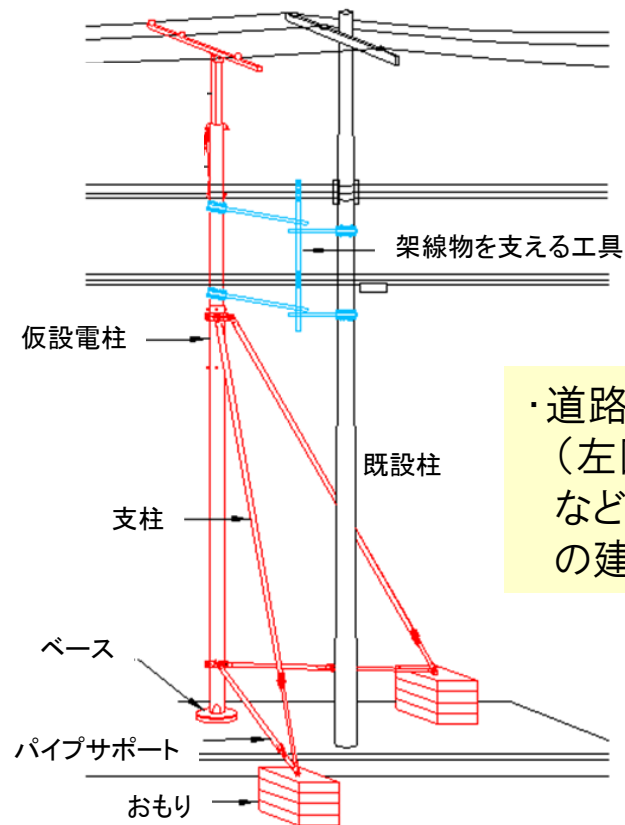 架線物を支える工具
仮設電柱
・道路
（左
など
の建
既設柱
支柱
ベース
パイプサポート
おもり